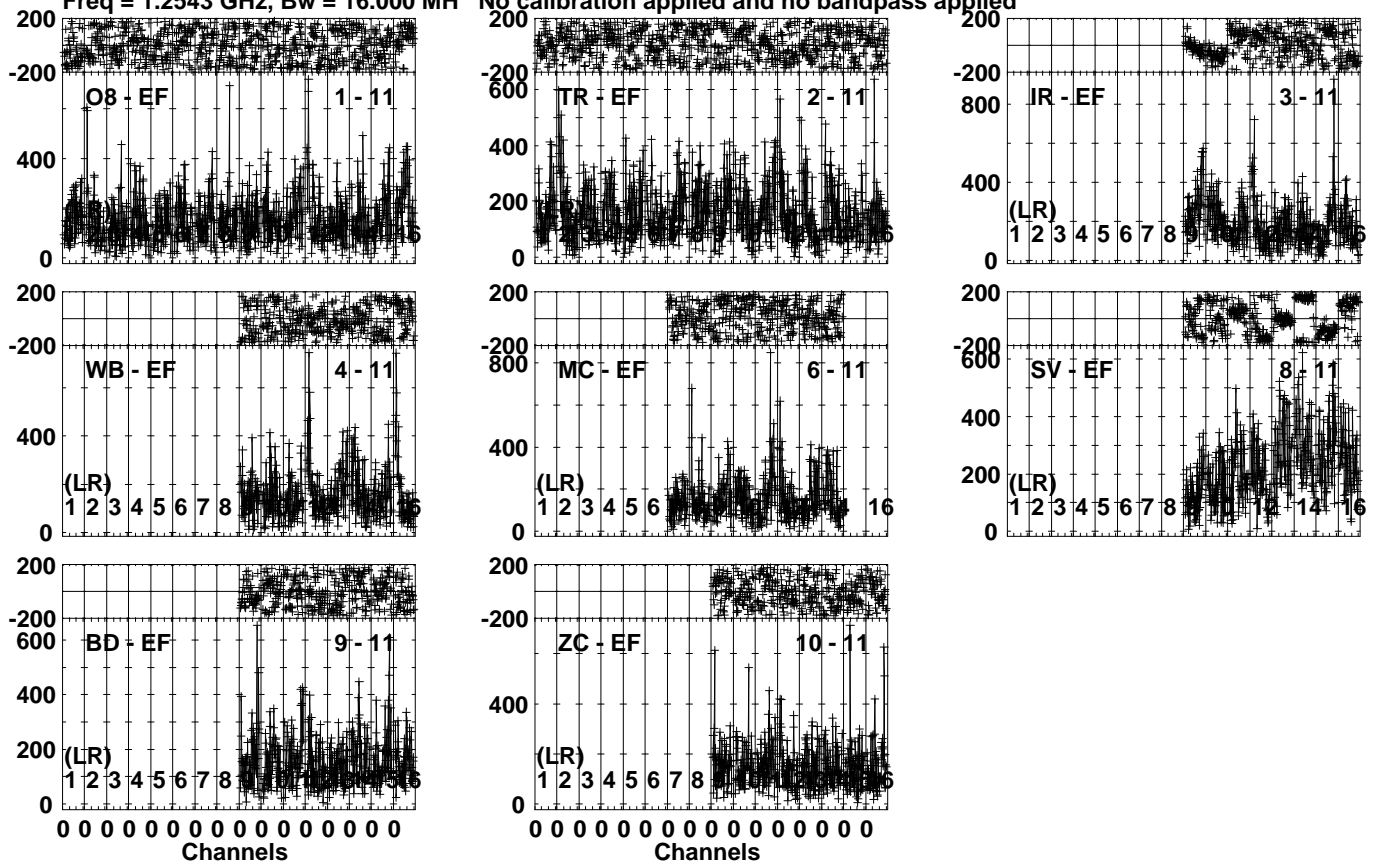 Freq = 1.2543 GHz, Bw = 16.000 MH No calibration applied and no bandpass applied
200 200 200
-200 -200 -200
O8 - EF 1 - 11 TR - EF 2 - 11 IR - EF 3 - 11
600 800
400 400 400
200 (LR)
1 2 3 4 5 6 7 8 16
0 0 0
200 200 200
-200 -200 -200
WB - EF 4 - 11 MC - EF 6 - 11 SV - EF 8 - 11
800 600
400 400 400
200
(LR) (LR) (LR)
1 2 3 4 5 6 7 8 16 1 2 3 4 5 6 16 1 2 3 4 5 6 7 8 9 10 12 14 16
0 0 0
200 200
-200 -200
BD - EF 9 - 11 ZC - EF 10 - 11
600
400 400
200
(LR) (LR)
1 2 3 4 5 6 7 8 1 2 3 4 5 6 7 8
0 0
0 0 0 0 0 0 0 0 0 0 0 0 0 0 0 0 0 0 0 0 0 0 0 0 0 0 0 0 0 0 0 0
Channels Channels